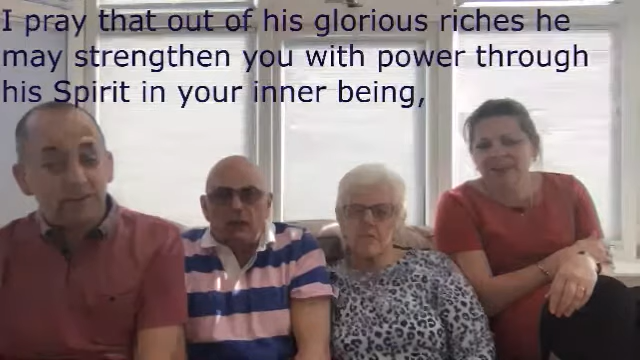 I pray that out of his glorious riches he
may strengthen you with power through
his Spirit in your inner being,